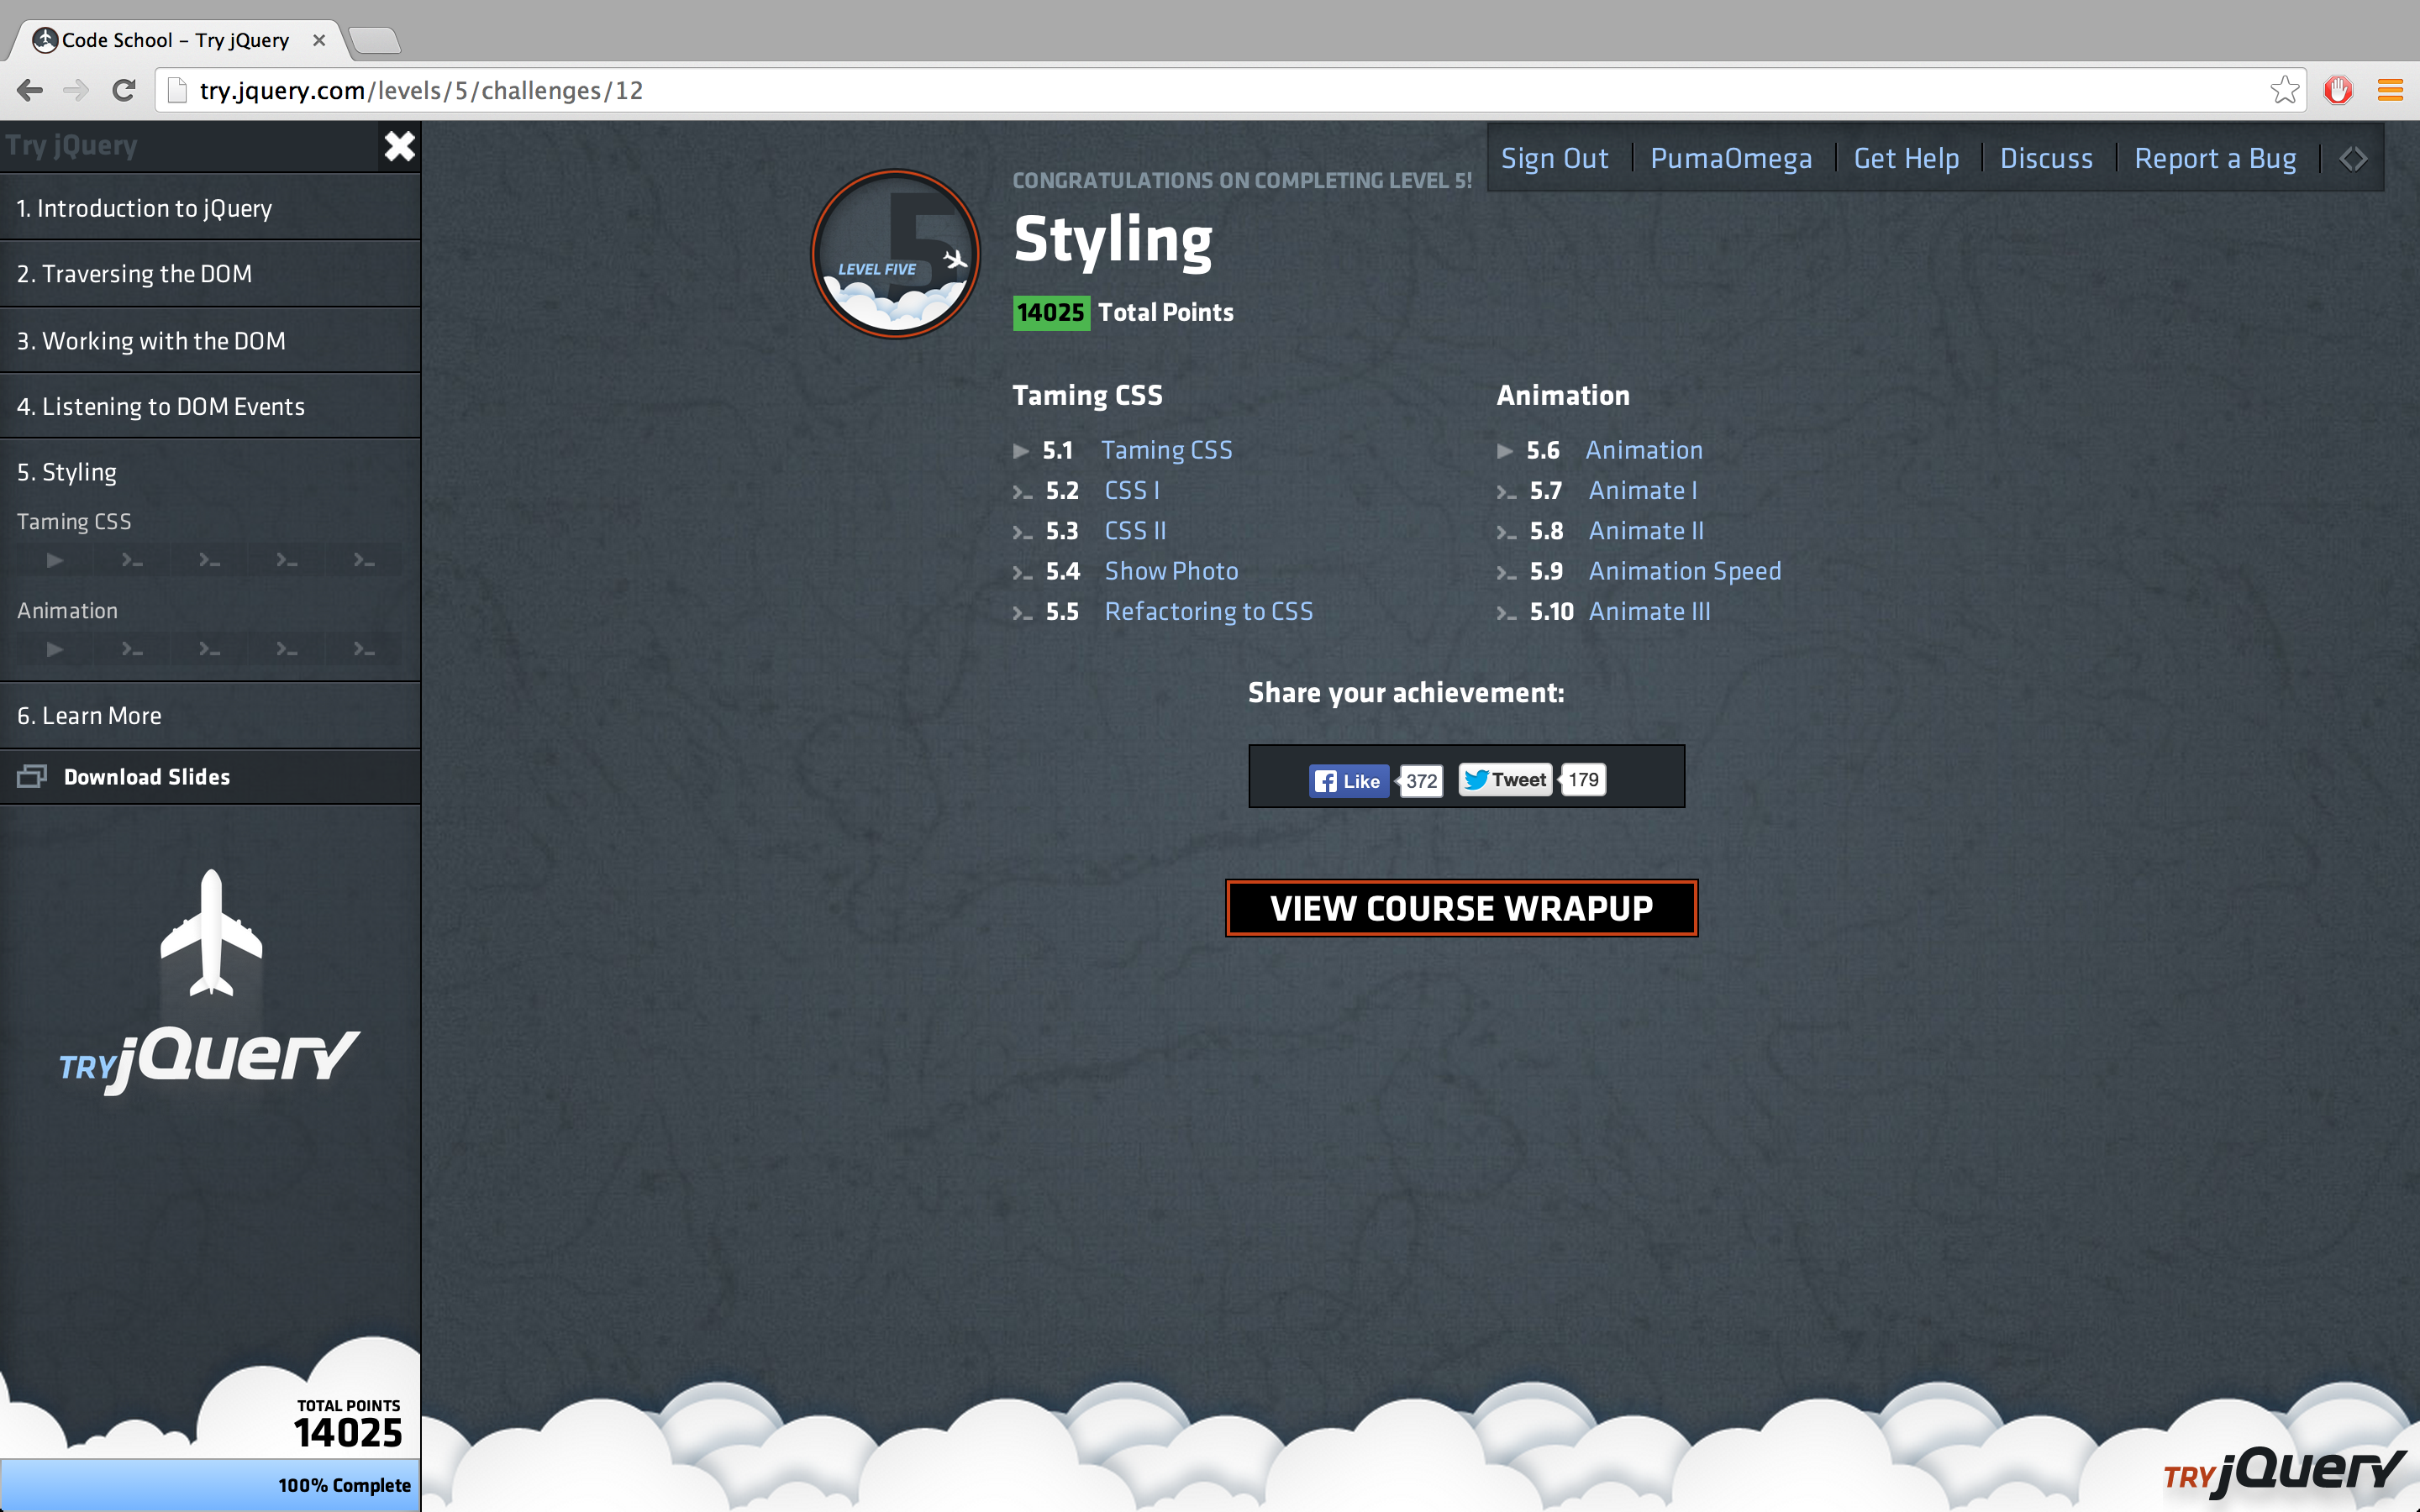 Code School – Try jQuery
try.jquery.com/levels/5/challenges/12
Try jQuery
1. Introduction to jQuery
2. Traversing the DOM
3. Working with the DOM
4. Listening to DOM Events
5. Styling
Taming CSS
Animation
6. Learn More
Download Slides
TRY jQuery
TOTAL POINTS
14025
100% Complete
Sign Out PumaOmega Get Help Discuss Report a Bug
5
LEVEL FIVE
CONGRATULATIONS ON COMPLETING LEVEL 5!
Styling
14025 Total Points
Taming CSS
5.1 Taming CSS
5.2 CSS I
5.3 CSS II
5.4 Show Photo
5.5 Refactoring to CSS
Animation
5.6 Animation
5.7 Animate I
5.8 Animate II
5.9 Animation Speed
5.10 Animate III
Share your achievement:
Like 372 Tweet 179
VIEW COURSE WRAPUP
TRY jQuery